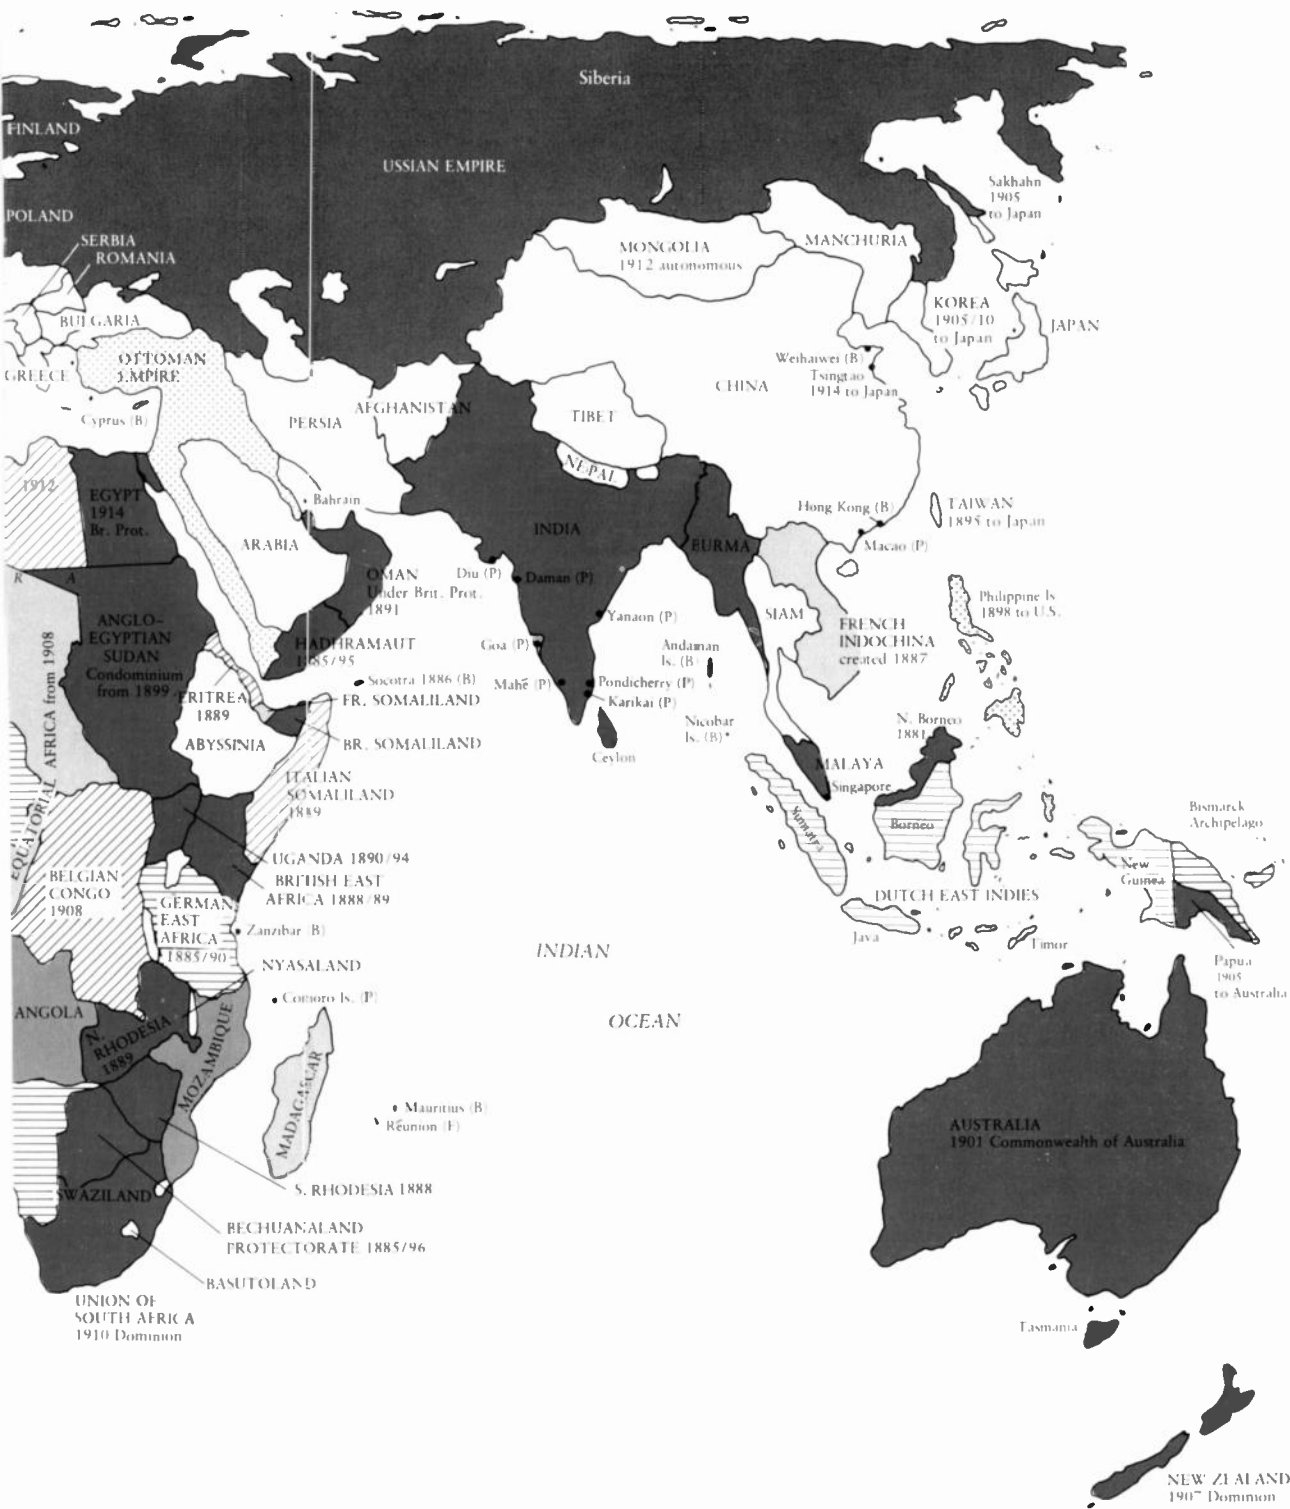 Siberia
FINLAND
USSIAN EMPIRE
POLAND
Sakhahn
1905
to Japan
SERBIA
ROMANIA
MONGOLIA
1912 autonomous
MANCHURIA
BULGARIA
KOREA
1905/10
to Japan
JAPAN
OTTOMAN
EMPIRE
GREECE
Weihaiwei (B)
Tsingtao
1914 to Japan
CHINA
Cyprus (B)
PERSIA
AFGHANISTAN
TIBET
NEPAL
1912
EGYPT
1914
Br. Prot.
Bahrain
Hong Kong (B)
TAIWAN
1895 to Japan
INDIA
ARABIA
BURMA
Macao (P)
R A
OMAN
Under Brit. Prot.
1891
Diu (P)
Daman (P)
Philippine Is
1898 to U.S.
ANGLO-
EGYPTIAN
SUDAN
Condominium
from 1899
Yanaon (P)
SIAM
FRENCH
INDOCHINA
created 1887
HADHRAMAUT
1885/95
Goa (P)
Andaman
Is. (B)
Socotra 1886 (B)
Mahé (P)
Pondicherry (P)
Karikai (P)
ERITREA
1889
FR. SOMALILAND
Nicobar
Is. (B)*
N. Borneo
1881
ABYSSINIA
BR. SOMALILAND
Ceylon
MALAYA
Singapore
EQUATORIAL AFRICA from 1908
ITALIAN
SOMALILAND
1889
Sumatra
Borneo
Bismarck
Archipelago
UGANDA 1890/94
BRITISH EAST
AFRICA 1888/89
New
Guinea
BELGIAN
CONGO
1908
DUTCH EAST INDIES
GERMAN
EAST
AFRICA
1885/90
Zanzibar (B)
Java
Timor
INDIAN
OCEAN
NYASALAND
Papua
1905
to Australia
Comoro Is. (P)
ANGOLA
N.
RHODESIA
1889
MOZAMBIQUE
MADAGASCAR
Mauritius (B)
Réunion (F)
AUSTRALIA
1901 Commonwealth of Australia
SWAZILAND
S. RHODESIA 1888
BECHUANALAND
PROTECTORATE 1885/96
BASUTOLAND
UNION OF
SOUTH AFRICA
1910 Dominion
Tasmania
NEW ZEALAND
1907 Dominion